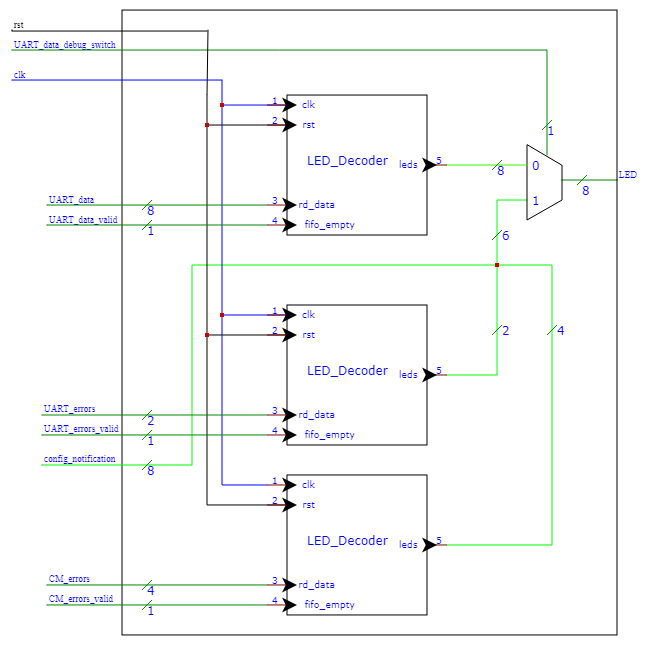 rst
UART_data_debug_switch
clk
1 clk
2 rst
1
LED_Decoder
leds 5
8
0
LED
8
UART_data
8
3 rd_data
1
UART_data_valid
1
4 fifo_empty
6
1 clk
2 rst
2
4
LED_Decoder
leds 5
UART_errors
2
3 rd_data
UART_errors_valid
1
4 fifo_empty
config_notification
8
1 clk
2 rst
LED_Decoder
leds 5
CM_errors
4
3 rd_data
CM_errors_valid
1
4 fifo_empty